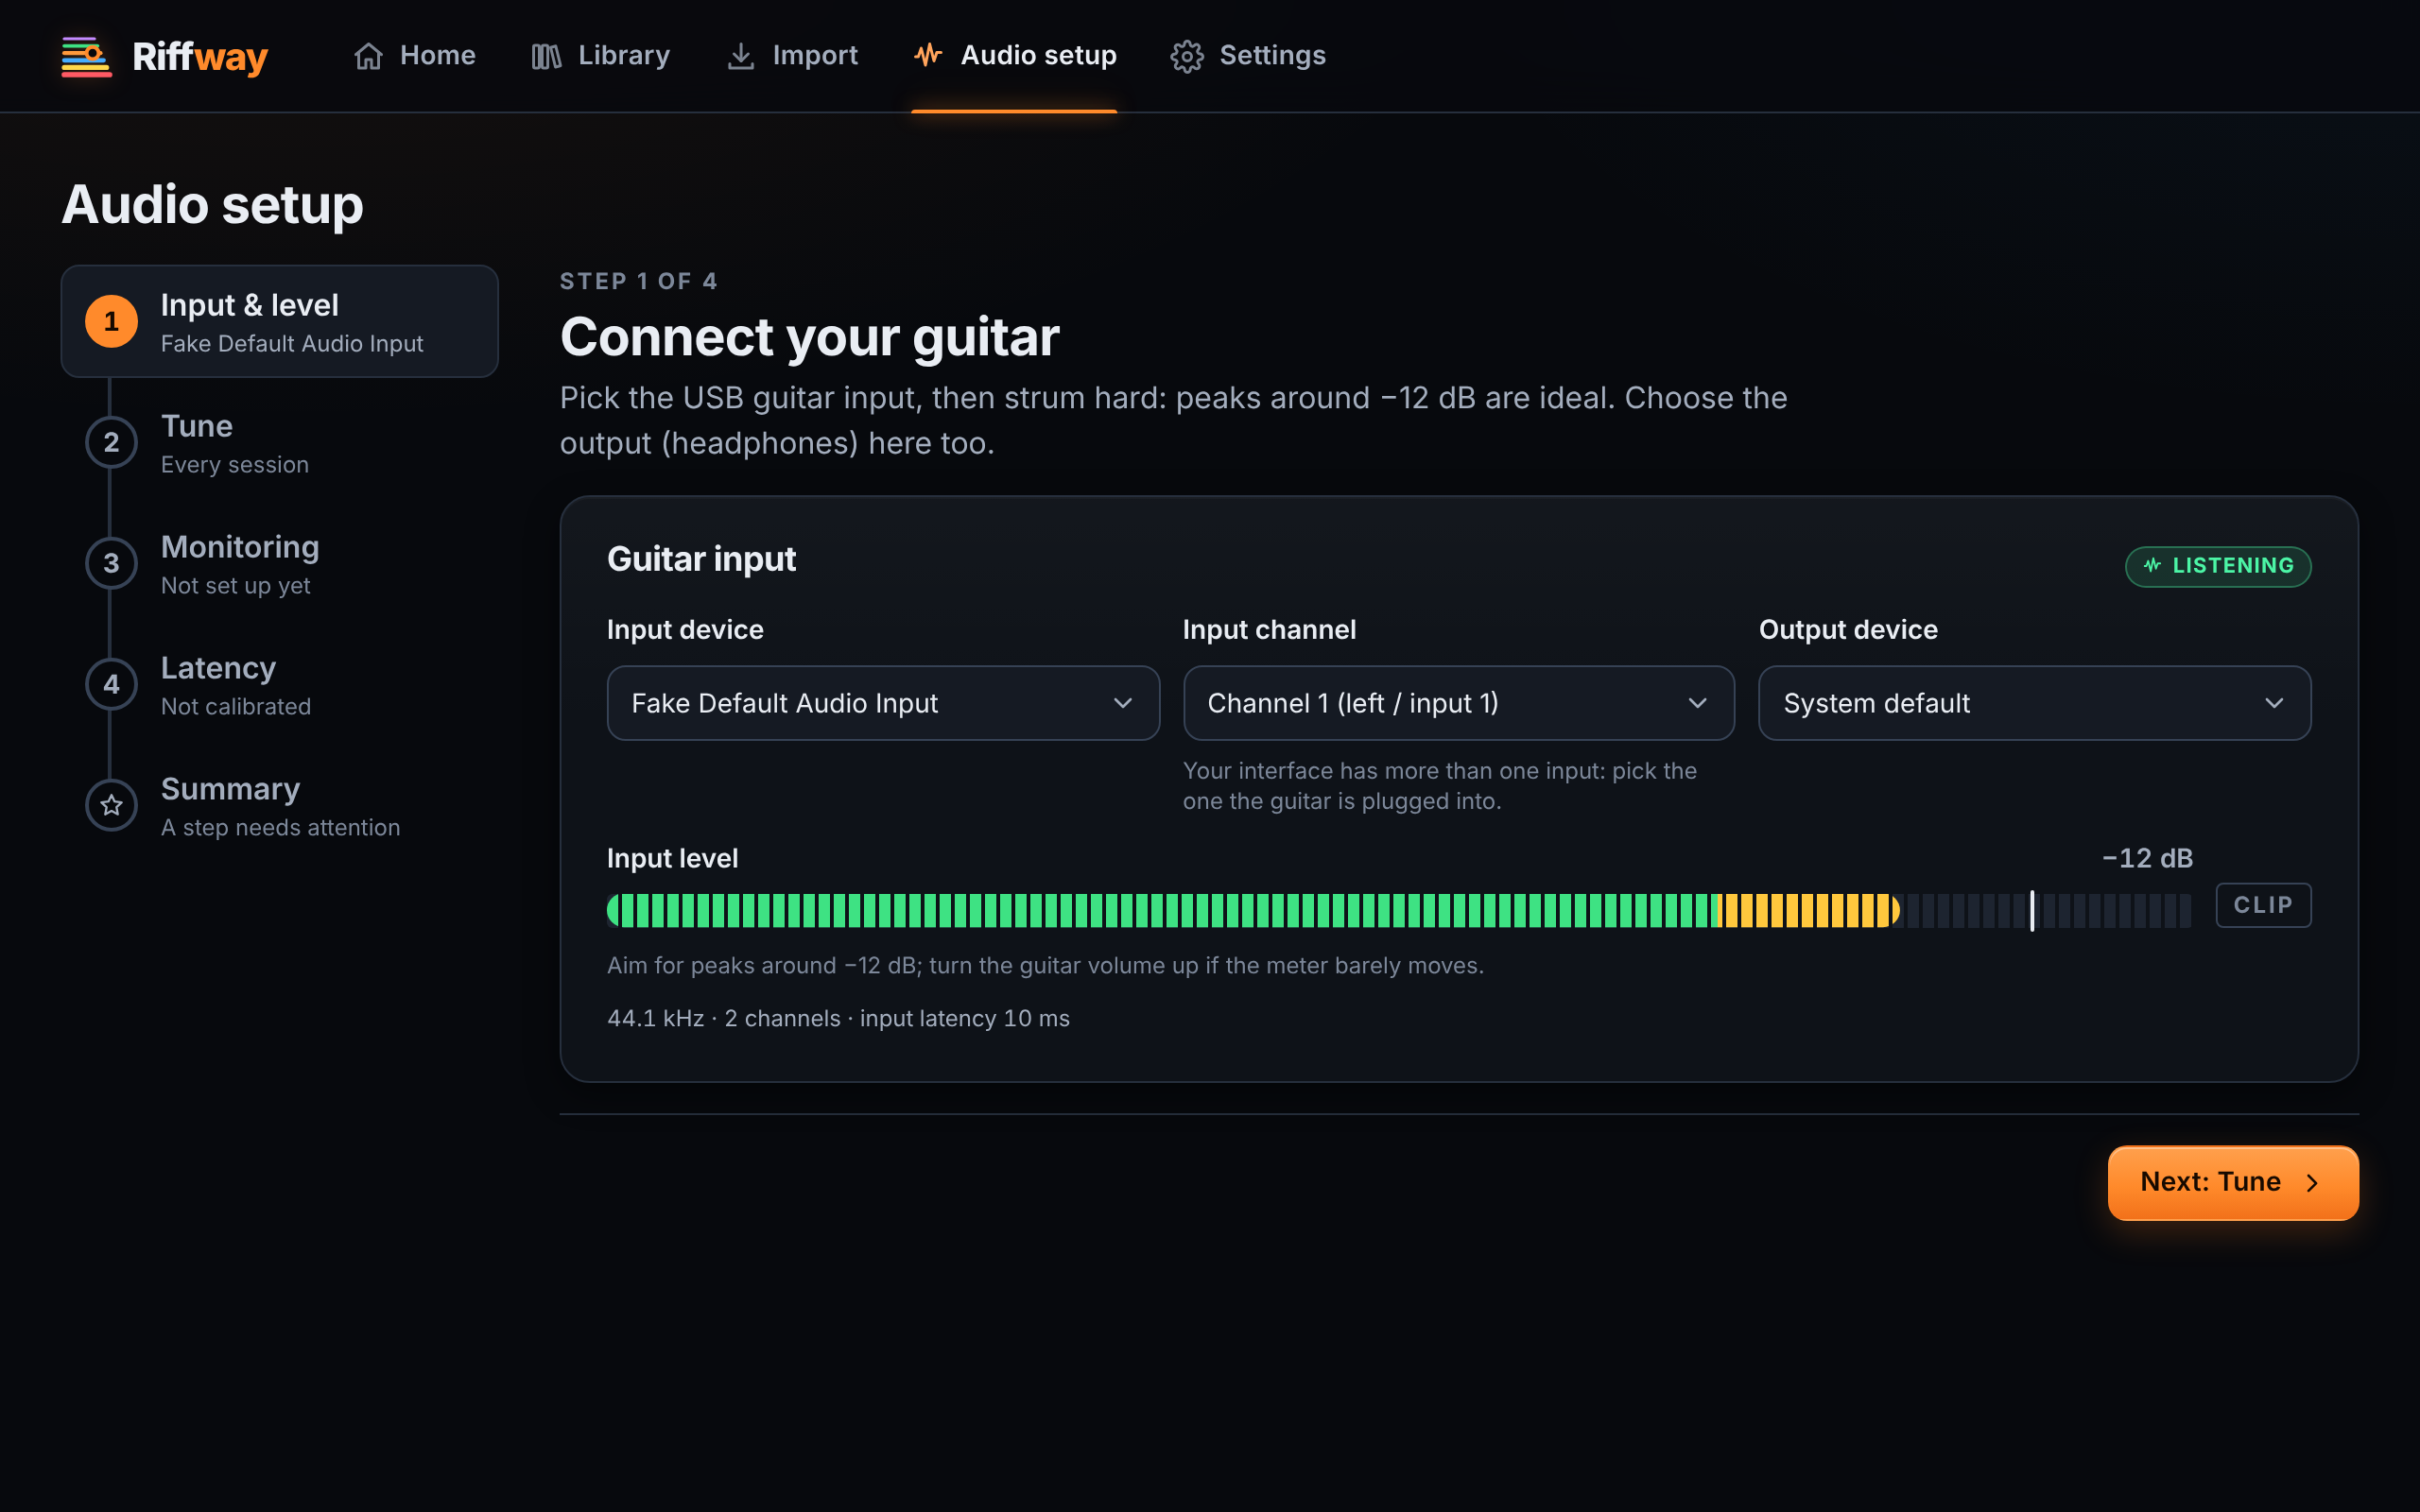 Riffway
Home
Library
Import
Audio setup
Settings
Audio setup
1
Input & level
Fake Default Audio Input
2
Tune
Every session
3
Monitoring
Not set up yet
4
Latency
Not calibrated
Summary
A step needs attention
STEP 1 OF 4
Connect your guitar
Pick the USB guitar input, then strum hard: peaks around −12 dB are ideal. Choose the
output (headphones) here too.
Guitar input
LISTENING
Input device
Input channel
Output device
Fake Default Audio Input
Channel 1 (left / input 1)
System default
Your interface has more than one input: pick the
one the guitar is plugged into.
Input level
−12 dB
CLIP
Aim for peaks around −12 dB; turn the guitar volume up if the meter barely moves.
44.1 kHz · 2 channels · input latency 10 ms
Next: Tune